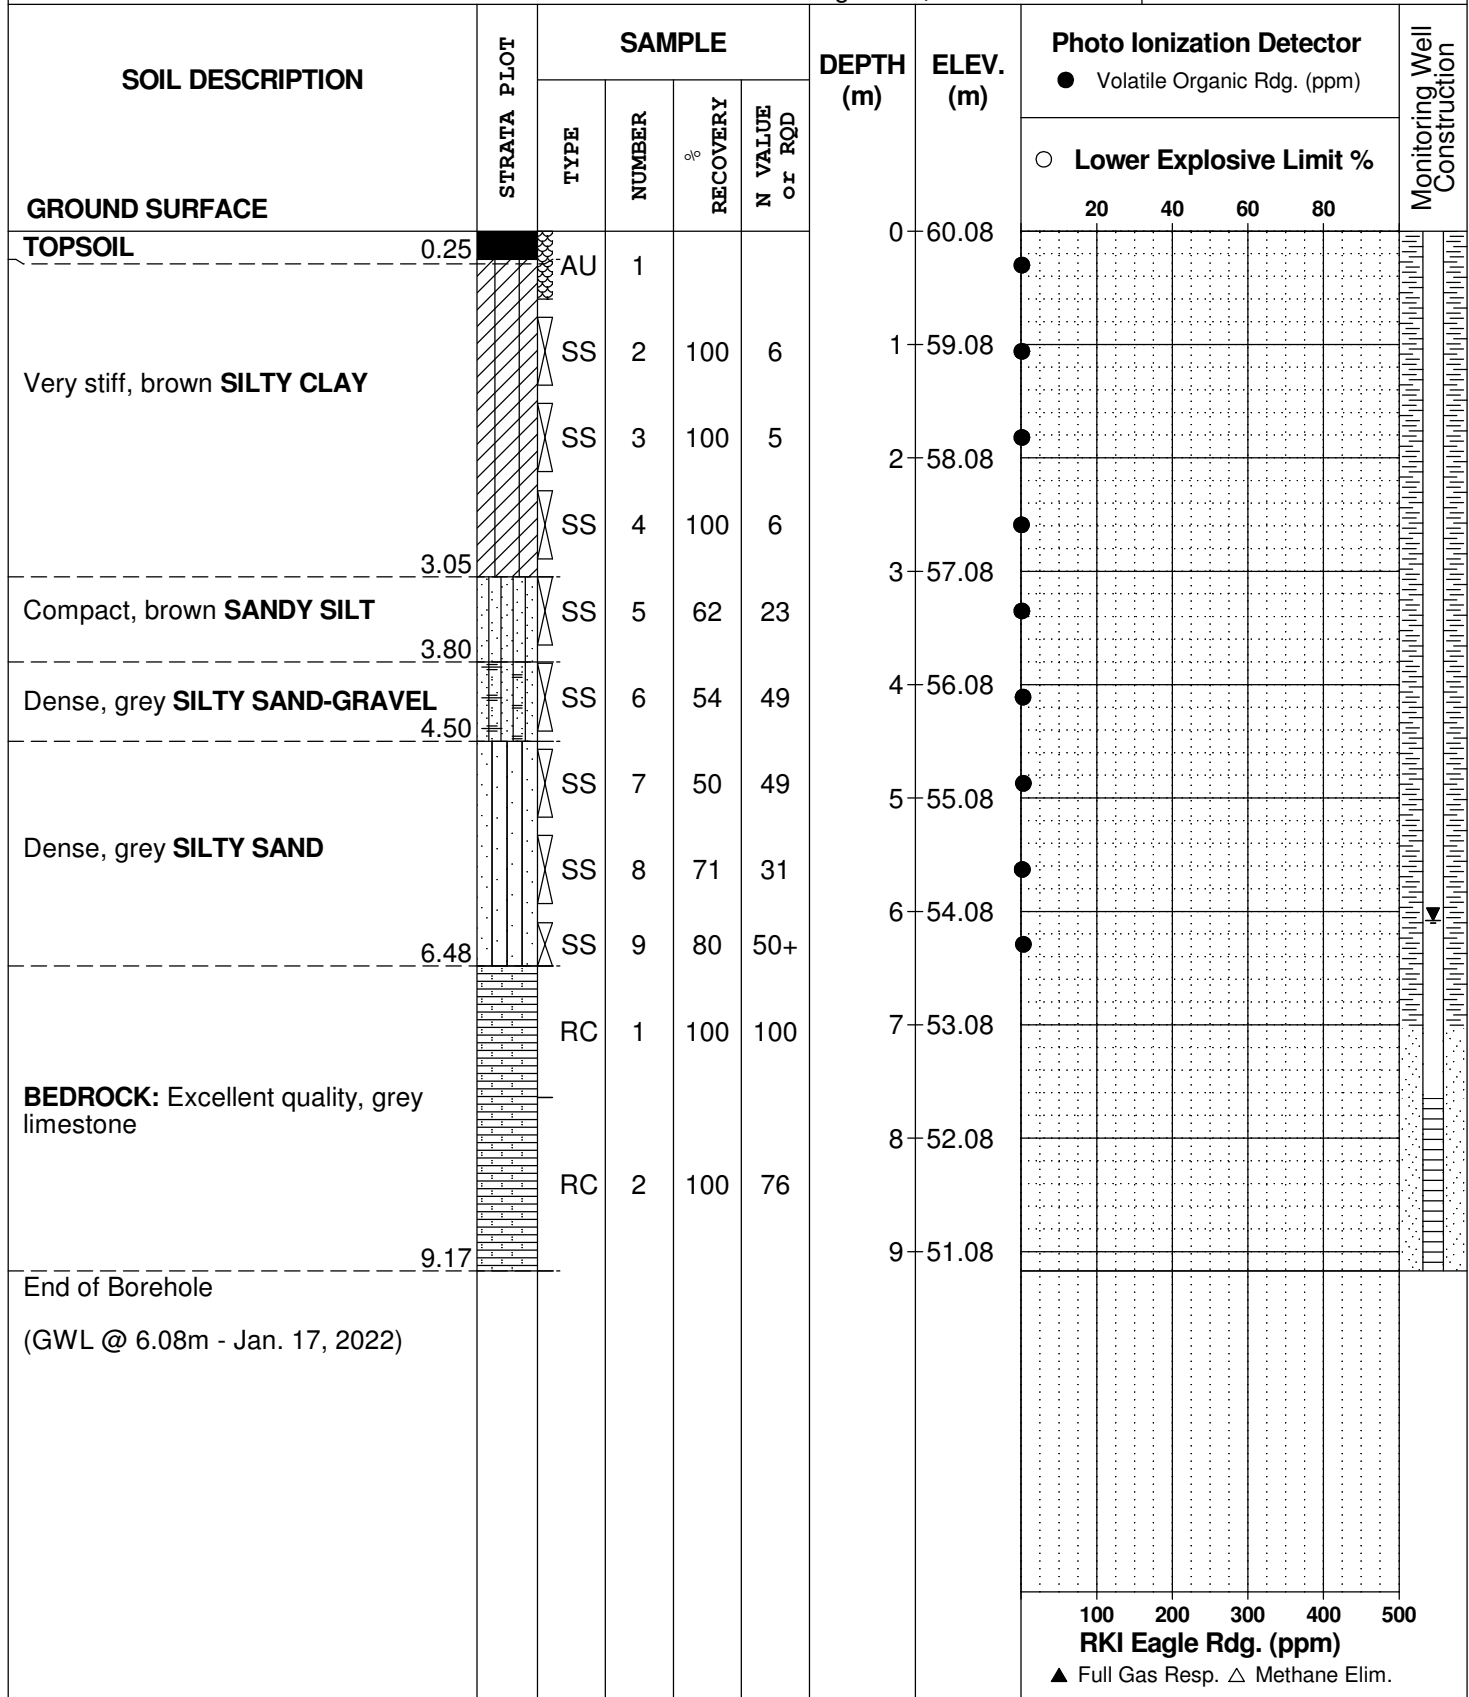 SOIL DESCRIPTION
GROUND SURFACE
STRATA PLOT
SAMPLE
TYPE
NUMBER
% RECOVERY
N VALUE or RQD
DEPTH (m)
ELEV. (m)
Photo Ionization Detector
● Volatile Organic Rdg. (ppm)
○ Lower Explosive Limit %
20 40 60 80
Monitoring Well Construction
0 60.08
TOPSOIL 0.25
AU 1
SS 2 100 6
1 59.08
Very stiff, brown SILTY CLAY
SS 3 100 5
2 58.08
SS 4 100 6
3.05
3 57.08
Compact, brown SANDY SILT
SS 5 62 23
3.80
4 56.08
Dense, grey SILTY SAND-GRAVEL
SS 6 54 49
4.50
SS 7 50 49
5 55.08
Dense, grey SILTY SAND
SS 8 71 31
6 54.08
6.48
SS 9 80 50+
7 53.08
RC 1 100 100
BEDROCK: Excellent quality, grey
limestone
8 52.08
RC 2 100 76
9 51.08
9.17
End of Borehole
(GWL @ 6.08m - Jan. 17, 2022)
100 200 300 400 500
RKI Eagle Rdg. (ppm)
▲ Full Gas Resp. △ Methane Elim.